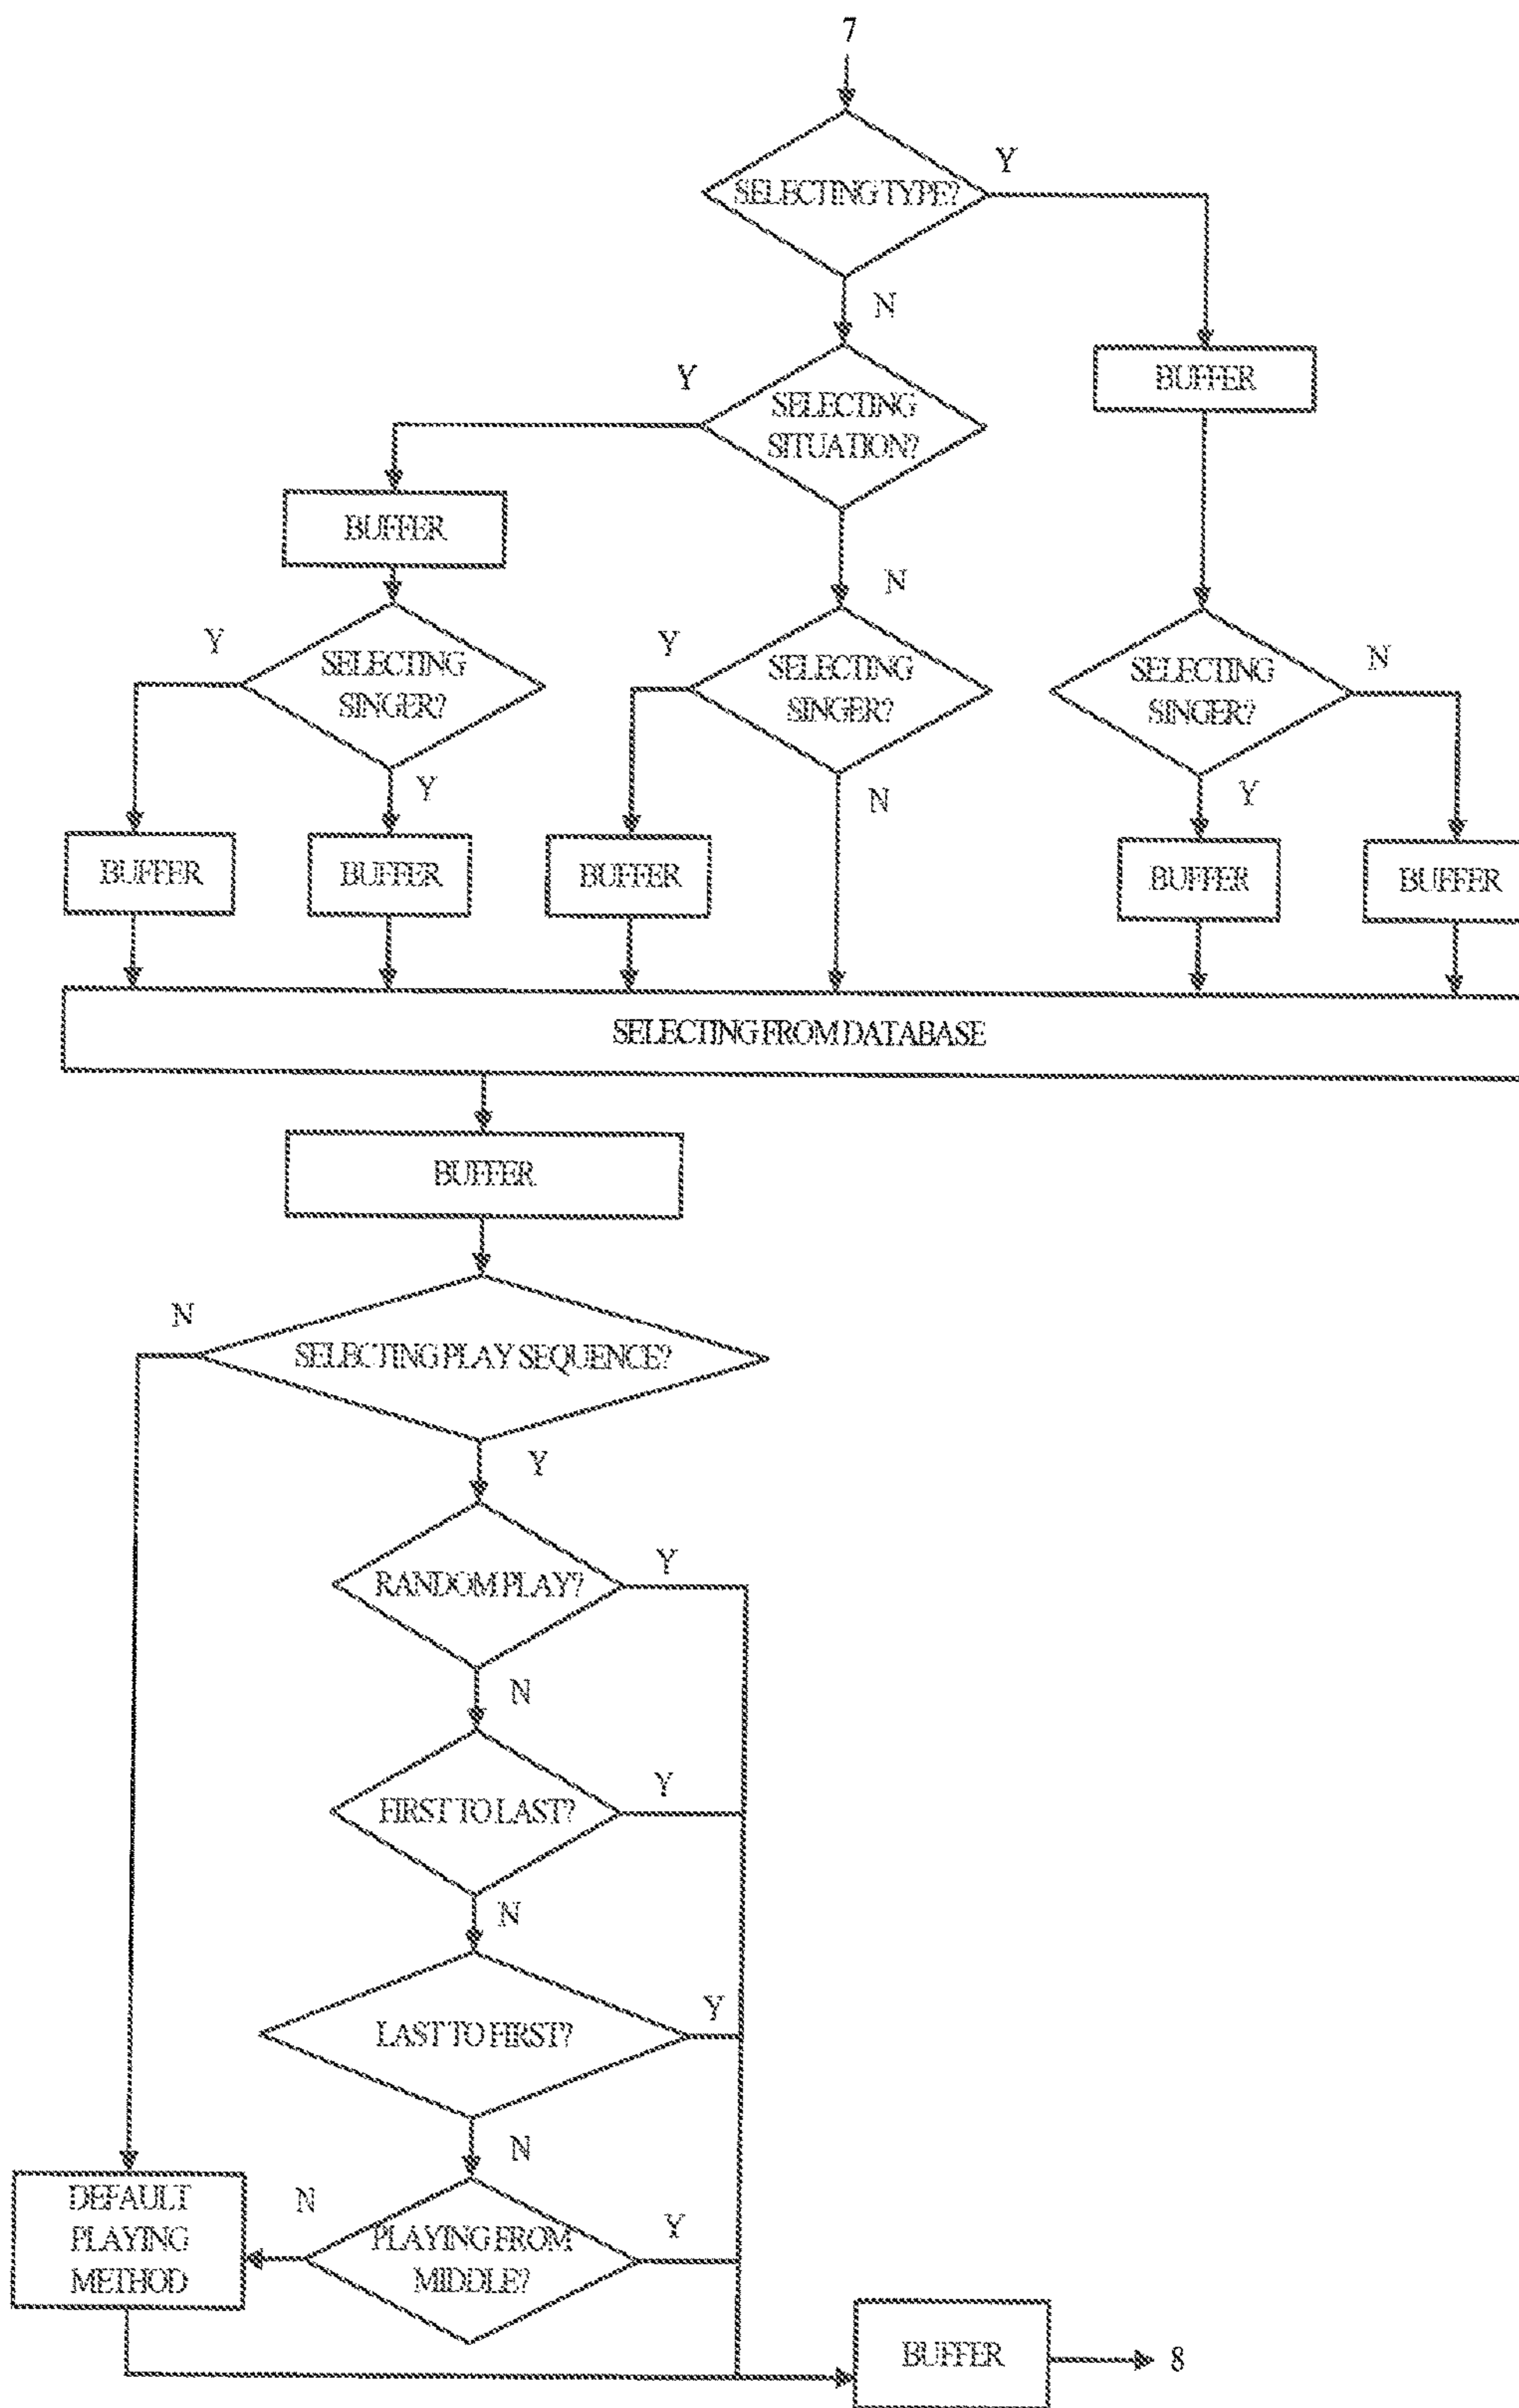 7
SELECTING TYPE?
Y
N
Y
SELECTING
SITUATION?
BUFFER
BUFFER
N
Y
SELECTING
SINGER?
Y
Y
SELECTING
SINGER?
N
SELECTING
SINGER?
N
Y
BUFFER
BUFFER
BUFFER
BUFFER
BUFFER
SELECTING FROM DATABASE
BUFFER
N
SELECTING PLAY SEQUENCE?
Y
RANDOM PLAY?
Y
N
FIRST TO LAST?
Y
N
LAST TO FIRST?
Y
N
DEFAULT
PLAYING
METHOD
N
PLAYING FROM
MIDDLE?
Y
BUFFER
8